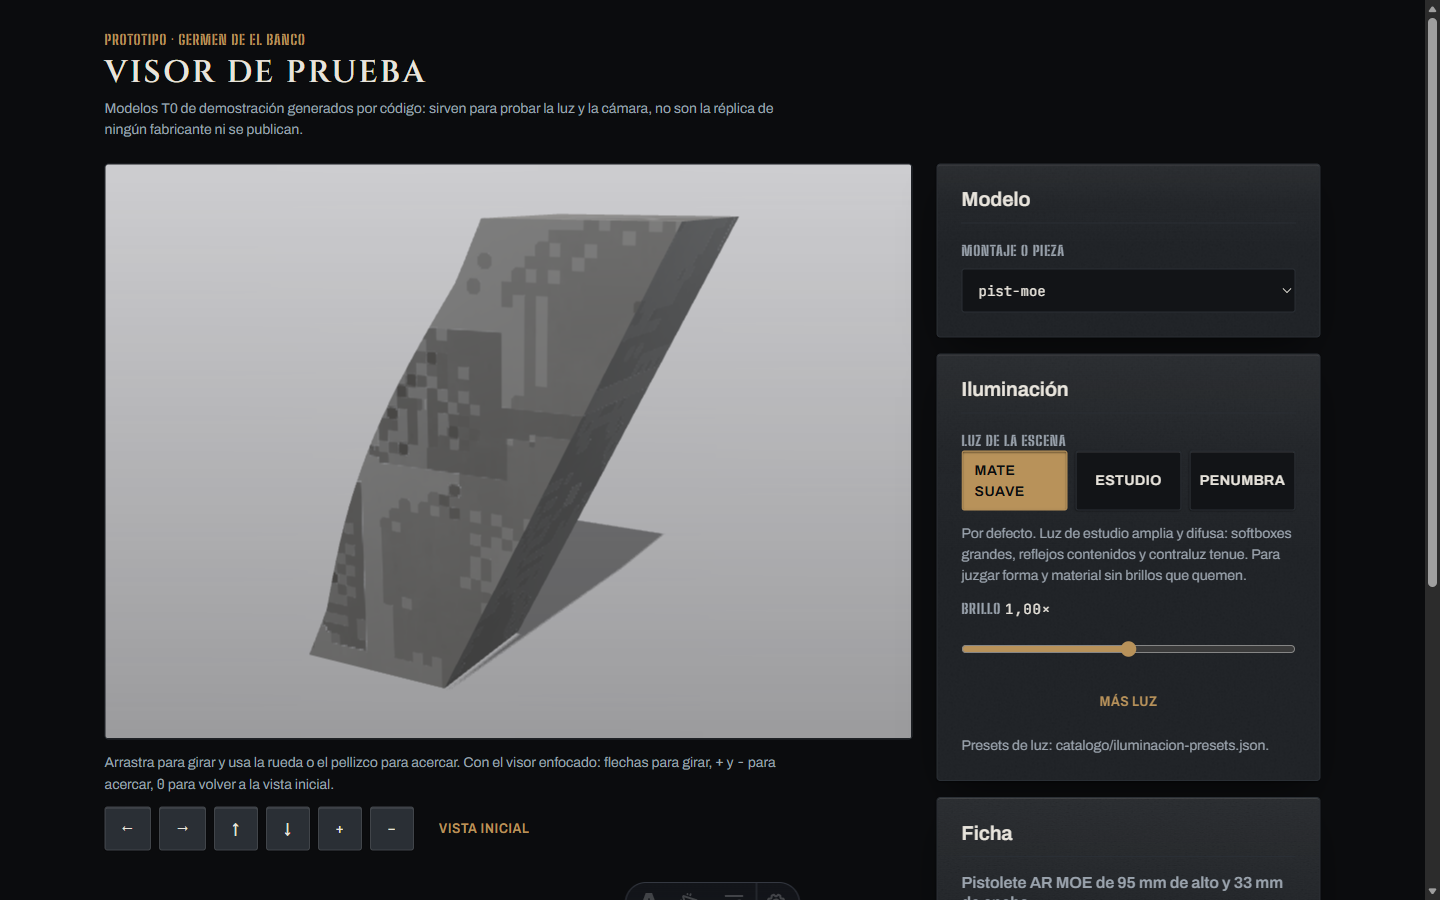 PROTOTIPO · GERMEN DE EL BANCO
VISOR DE PRUEBA
Modelos T0 de demostración generados por código: sirven para probar la luz y la cámara, no son la réplica de
ningún fabricante ni se publican.
Modelo
MONTAJE O PIEZA
pist-moe
Iluminación
LUZ DE LA ESCENA
MATE
SUAVE
ESTUDIO
PENUMBRA
Por defecto. Luz de estudio amplia y difusa: softboxes
grandes, reflejos contenidos y contraluz tenue. Para
juzgar forma y material sin brillos que quemen.
BRILLO 1,00×
MÁS LUZ
Presets de luz: catalogo/iluminacion-presets.json.
Arrastra para girar y usa la rueda o el pellizco para acercar. Con el visor enfocado: flechas para girar, + y - para
acercar, 0 para volver a la vista inicial.
← → ↑ ↓ + − VISTA INICIAL
Ficha
Pistolete AR MOE de 95 mm de alto y 33 mm